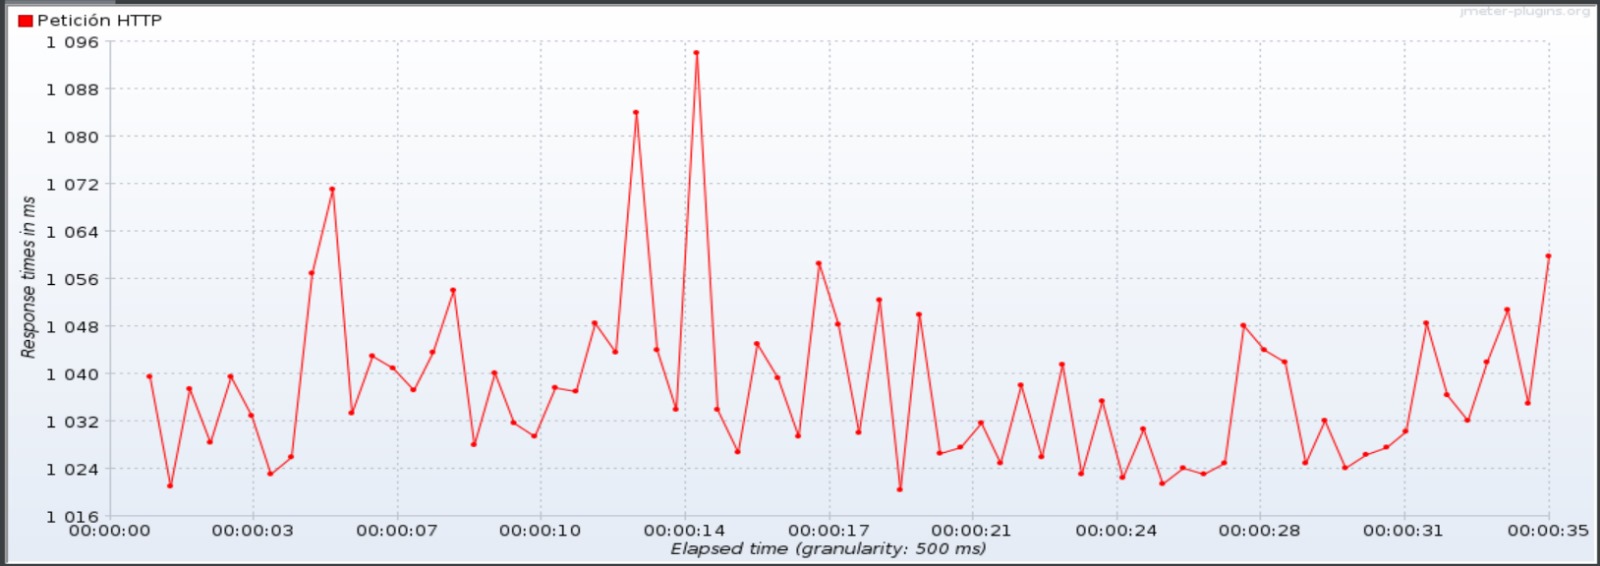 Petición HTTP
jmeter-plugins.org
1 096
1 088
1 080
1 072
1 064
1 056
1 048
1 040
1 032
1 024
1 016
Response times in ms
00:00:00 00:00:03 00:00:07 00:00:10 00:00:14 00:00:17 00:00:21 00:00:24 00:00:28 00:00:31 00:00:35
Elapsed time (granularity: 500 ms)